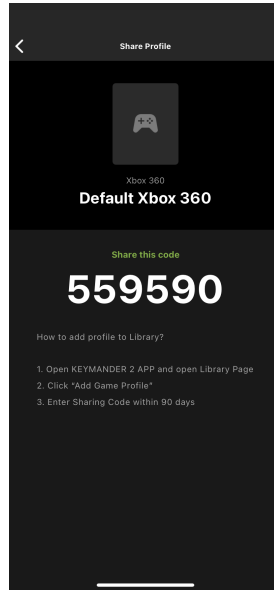 Share Profile
Xbox 360
Default Xbox 360
Share this code
559590
How to add profile to Library?
1. Open KEYMANDER 2 APP and open Library Page
2. Click "Add Game Profile"
3. Enter Sharing Code within 90 days